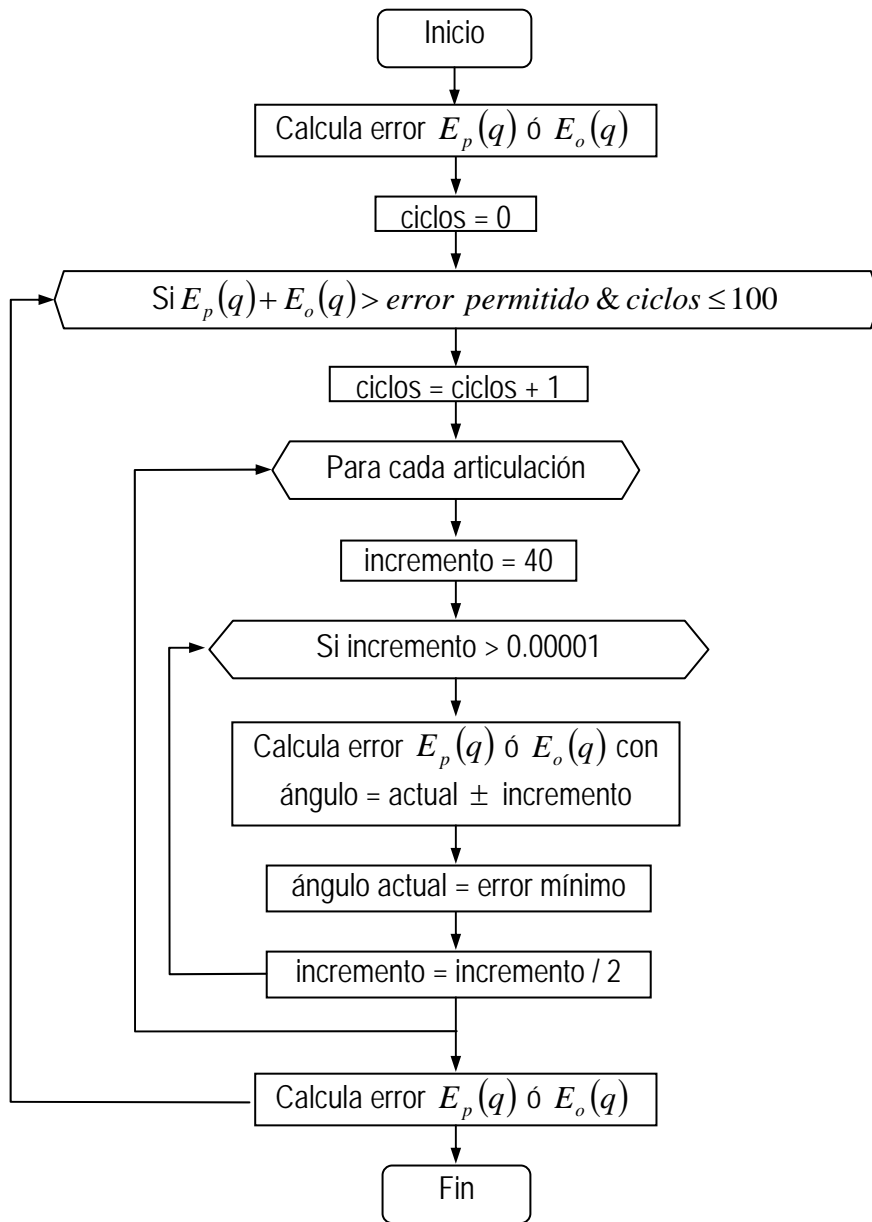 Inicio
Calcula error E_p(q) ó E_o(q)
ciclos = 0
Si E_p(q) + E_o(q) > error permitido & ciclos ≤ 100
ciclos = ciclos + 1
Para cada articulación
incremento = 40
Si incremento > 0.00001
Calcula error E_p(q) ó E_o(q) con
ángulo = actual ± incremento
ángulo actual = error mínimo
incremento = incremento / 2
Calcula error E_p(q) ó E_o(q)
Fin